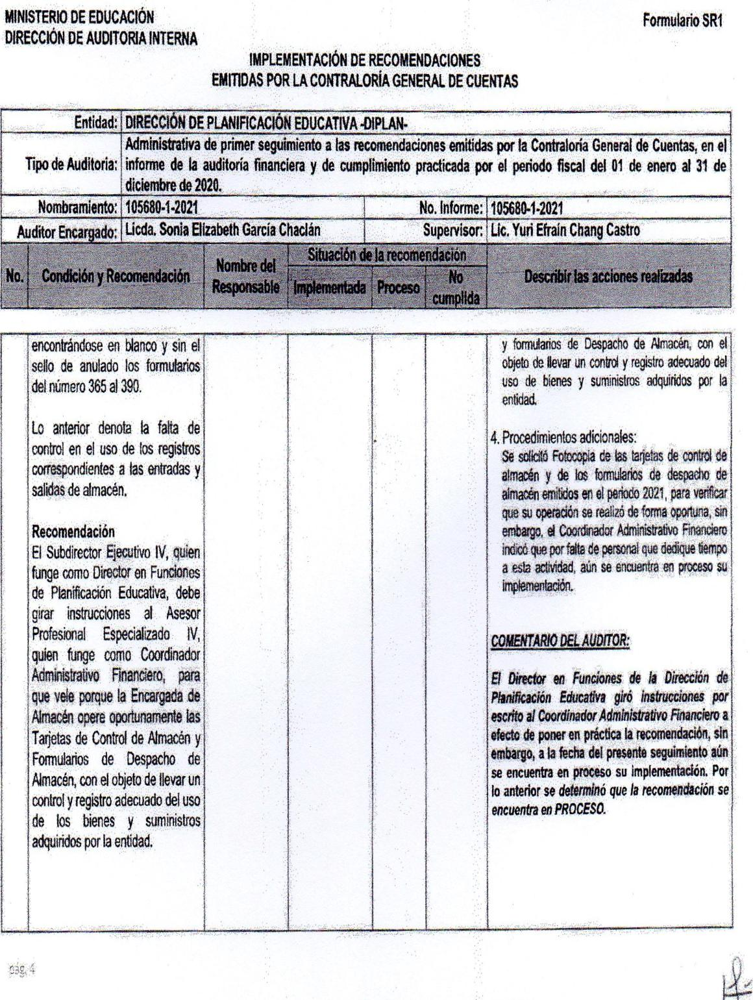 MINISTERIO DE EDUCACIÓN
DIRECCIÓN DE AUDITORIA INTERNA
Formulario SR1
IMPLEMENTACIÓN DE RECOMENDACIONES
EMITIDAS POR LA CONTRALORÍA GENERAL DE CUENTAS
Entidad: DIRECCIÓN DE PLANIFICACIÓN EDUCATIVA -DIPLAN-
Tipo de Auditoria: Administrativa de primer seguimiento a las recomendaciones emitidas por la Contraloría General de Cuentas, en el
informe de la auditoría financiera y de cumplimiento practicada por el periodo fiscal del 01 de enero al 31 de
diciembre de 2020.
Nombramiento: 105680-1-2021 No. Informe: 105680-1-2021
Auditor Encargado: Licda. Sonia Elizabeth García Chaclán Supervisor: Lic. Yuri Efraín Chang Castro
No. Condición y Recomendación Nombre del
Responsable Situación de la recomendación
Implementada Proceso No
cumplida Describir las acciones realizadas
encontrándose en blanco y sin el
sello de anulado los formularios
del número 365 al 390.
Lo anterior denota la falta de
control en el uso de los registros
correspondientes a las entradas y
salidas de almacén.
Recomendación
El Subdirector Ejecutivo IV, quien
funge como Director en Funciones
de Planificación Educativa, debe
girar instrucciones al Asesor
Profesional Especializado IV,
quien funge como Coordinador
Administrativo Financiero, para
que vele porque la Encargada de
Almacén opere oportunamente las
Tarjetas de Control de Almacén y
Formularios de Despacho de
Almacén, con el objeto de llevar un
control y registro adecuado del uso
de los bienes y suministros
adquiridos por la entidad.
y formularios de Despacho de Almacén, con el
objeto de llevar un control y registro adecuado del
uso de bienes y suministros adquiridos por la
entidad.
4. Procedimientos adicionales:
Se solicitó Fotocopia de las tarjetas de control de
almacén y de los formularios de despacho de
almacén emitidos en el periodo 2021, para verificar
que su operación se realizó de forma oportuna, sin
embargo, el Coordinador Administrativo Financiero
indicó que por falta de personal que dedique tiempo
a esta actividad, aún se encuentra en proceso su
implementación.
COMENTARIO DEL AUDITOR:
El Director en Funciones de la Dirección de
Planificación Educativa giró instrucciones por
escrito al Coordinador Administrativo Financiero a
efecto de poner en práctica la recomendación, sin
embargo, a la fecha del presente seguimiento aún
se encuentra en proceso su implementación. Por
lo anterior se determinó que la recomendación se
encuentra en PROCESO.
pág. 4